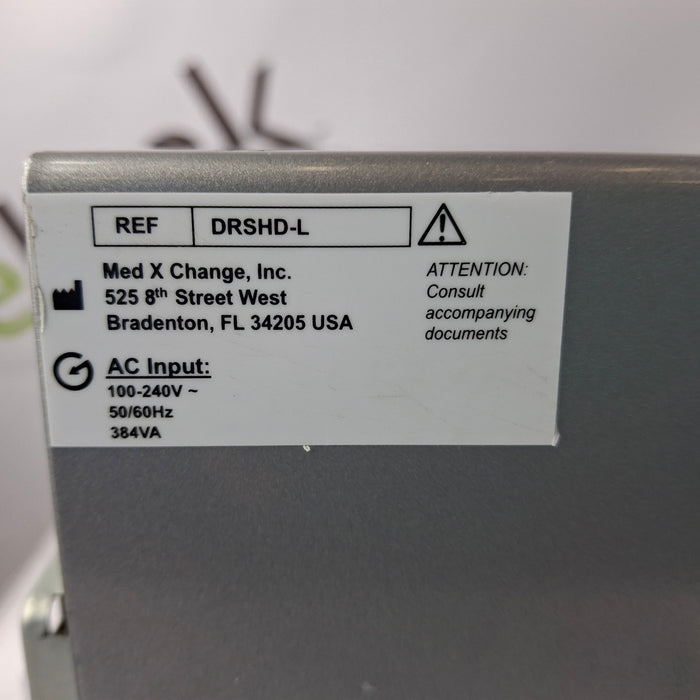 REF DRSHD-L
Med X Change, Inc.
525 8th Street West
Bradenton, FL 34205 USA
ATTENTION:
Consult
accompanying
documents
AC Input:
100-240V ~
50/60Hz
384VA